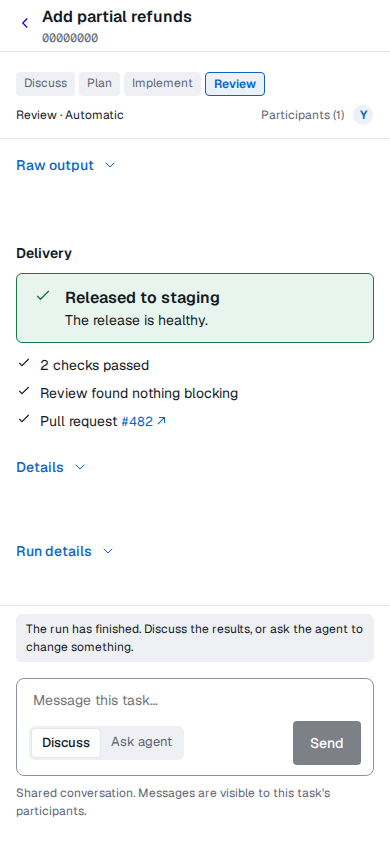 Add partial refunds
00000000
Discuss Plan Implement Review
Review · Automatic Participants (1) Y
Raw output
Delivery
Released to staging
The release is healthy.
2 checks passed
Review found nothing blocking
Pull request #482
Details
Run details
The run has finished. Discuss the results, or ask the agent to
change something.
Message this task...
Discuss Ask agent Send
Shared conversation. Messages are visible to this task's
participants.